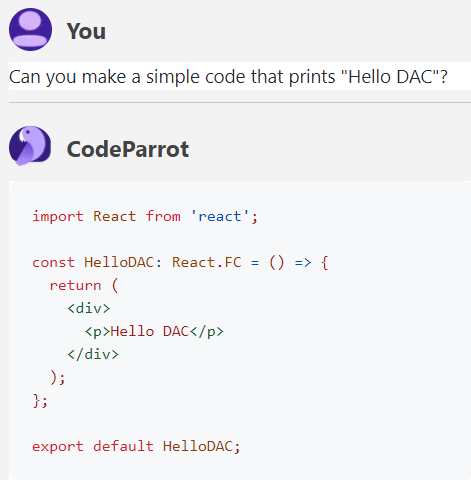 You
Can you make a simple code that prints "Hello DAC"?
CodeParrot
import React from 'react';
const HelloDAC: React.FC = () => {
  return (
    <div>
      <p>Hello DAC</p>
    </div>
  );
};
export default HelloDAC;